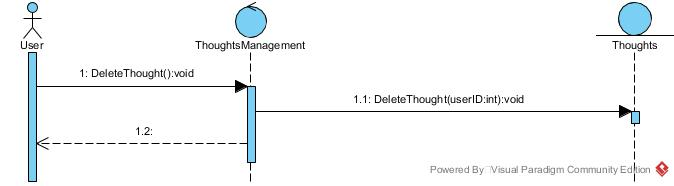 User
ThoughtsManagement
Thoughts
1: DeleteThought():void
1.1: DeleteThought(userID:int):void
1.2:
Powered By Visual Paradigm Community Edition